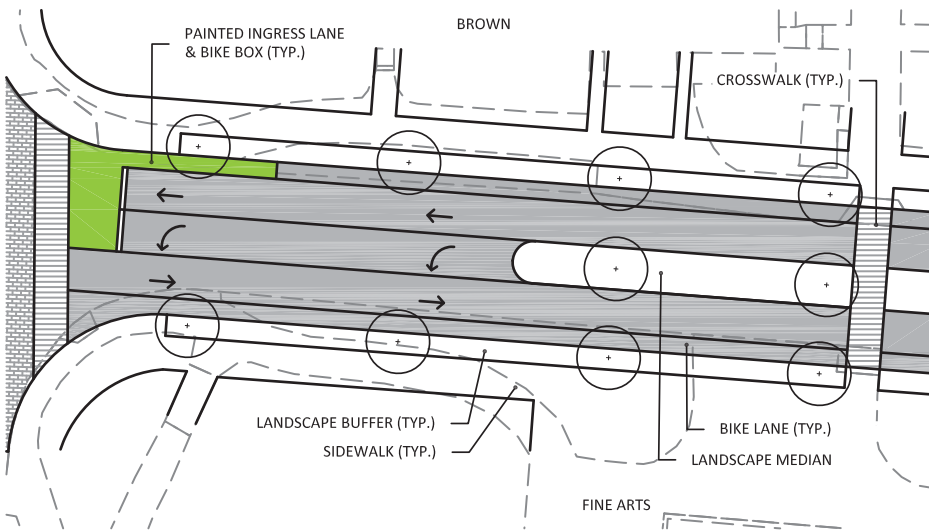 BROWN
PAINTED INGRESS LANE
& BIKE BOX (TYP.)
CROSSWALK (TYP.)
LANDSCAPE BUFFER (TYP.)
SIDEWALK (TYP.)
BIKE LANE (TYP.)
LANDSCAPE MEDIAN
FINE ARTS